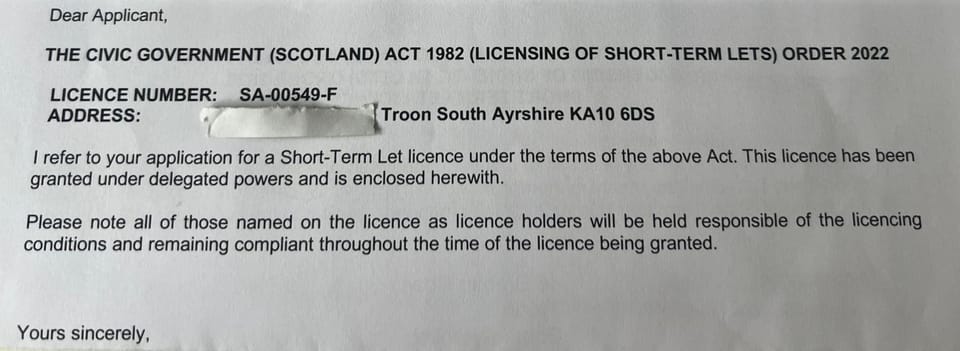 Dear Applicant,
THE CIVIC GOVERNMENT (SCOTLAND) ACT 1982 (LICENSING OF SHORT-TERM LETS) ORDER 2022
LICENCE NUMBER: SA-00549-F
ADDRESS: Troon South Ayrshire KA10 6DS
I refer to your application for a Short-Term Let licence under the terms of the above Act. This licence has been
granted under delegated powers and is enclosed herewith.
Please note all of those named on the licence as licence holders will be held responsible of the licencing
conditions and remaining compliant throughout the time of the licence being granted.
Yours sincerely,